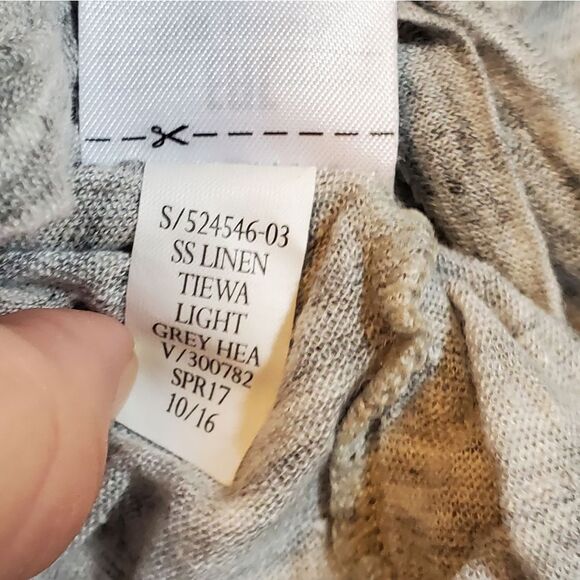 S/524546-03
SS LINEN
TIEWA
LIGHT
GREY HEA
V/300782
SPR17
10/16